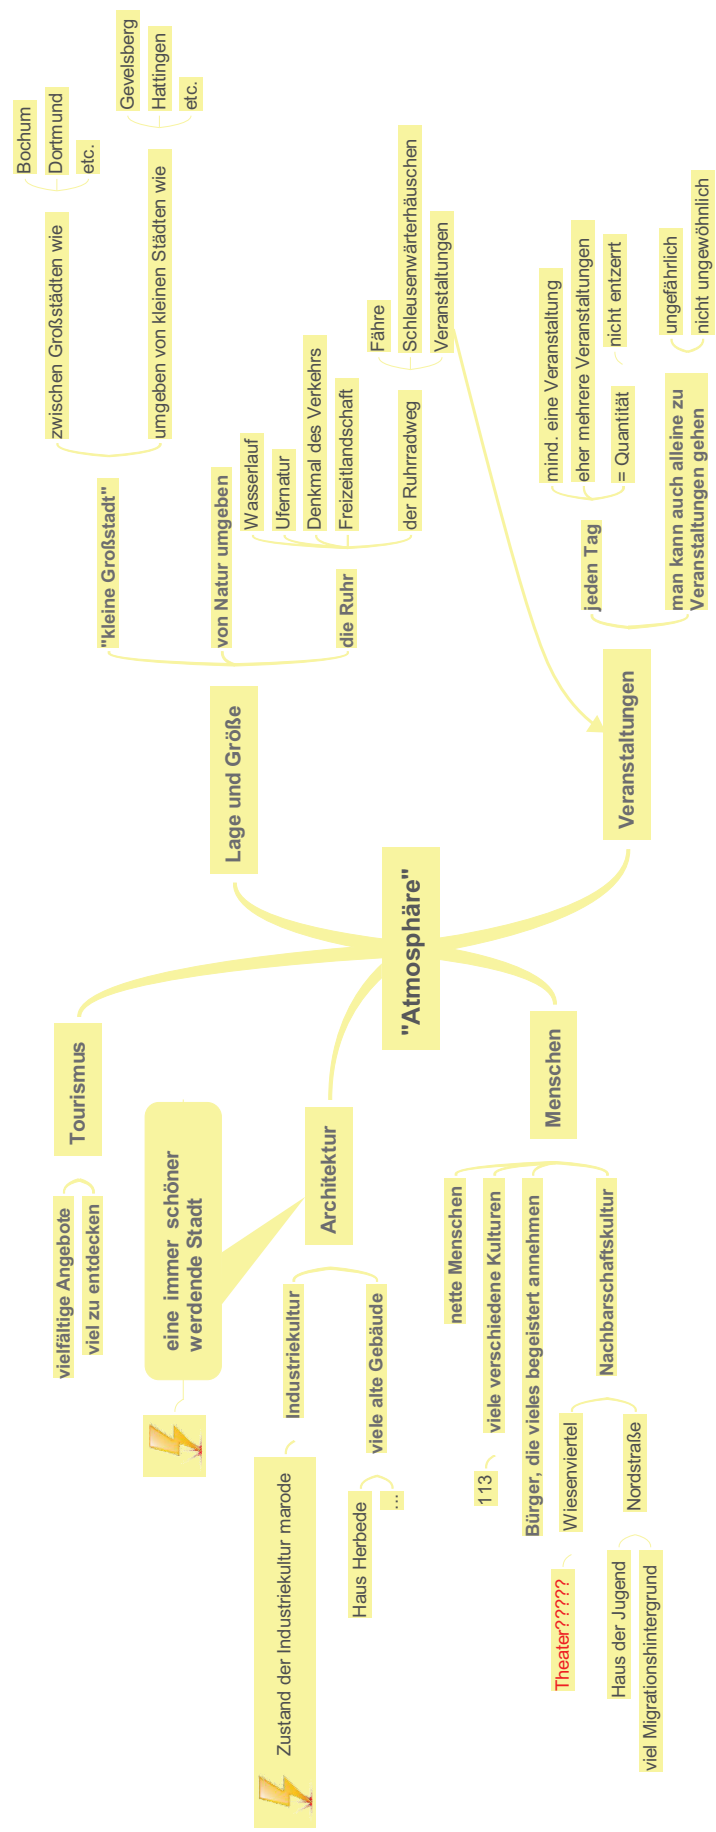 "Atmosphäre"
Tourismus
vielfältige Angebote
viel zu entdecken
Architektur
eine immer schöner
werdende Stadt
Industriekultur
Zustand der Industriekultur marode
viele alte Gebäude
Haus Herbede
...
Menschen
nette Menschen
viele verschiedene Kulturen
113
Bürger, die vieles begeistert annehmen
Nachbarschaftskultur
Wiesenviertel
Theater?????
Nordstraße
Haus der Jugend
viel Migrationshintergrund
Lage und Größe
"kleine Großstadt"
zwischen Großstädten wie
Bochum
Dortmund
etc.
umgeben von kleinen Städten wie
Gevelsberg
Hattingen
etc.
von Natur umgeben
die Ruhr
Wasserlauf
Ufernatur
Denkmal des Verkehrs
Freizeitlandschaft
der Ruhrradweg
Fähre
Schleusenwärterhäuschen
Veranstaltungen
Veranstaltungen
jeden Tag
mind. eine Veranstaltung
eher mehrere Veranstaltungen
= Quantität
nicht entzerrt
man kann auch alleine zu
Veranstaltungen gehen
ungefährlich
nicht ungewöhnlich